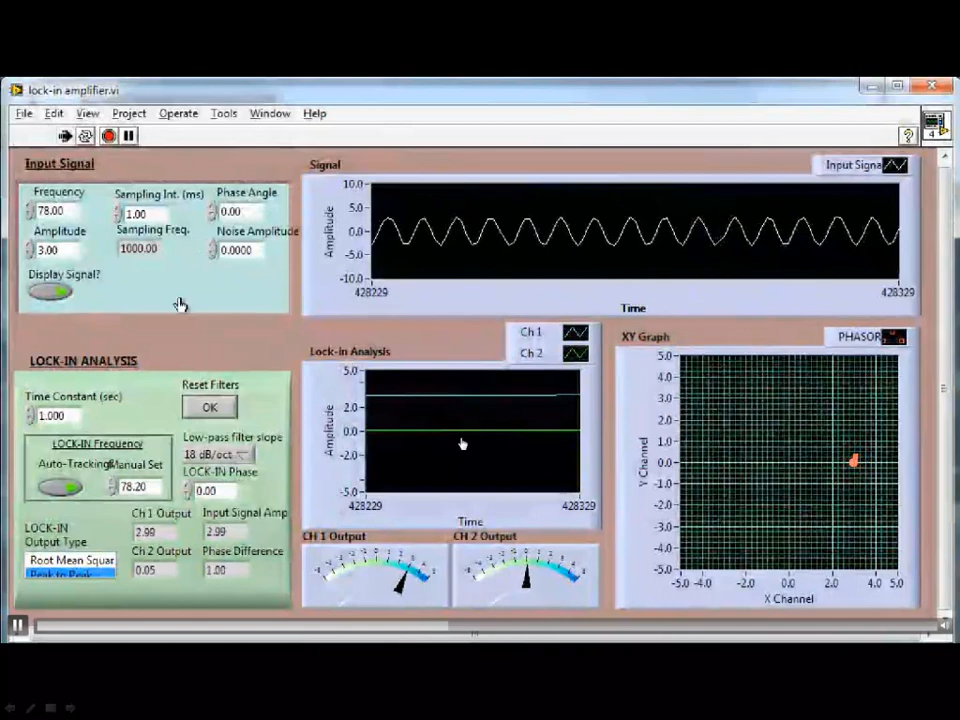 lock-in amplifier.vi
File Edit View Project Operate Tools Window Help
4
Input Signal
Frequency Sampling Int. (ms) Phase Angle
78.00 1.00 0.00
Amplitude Sampling Freq. Noise Amplitude
3.00 1000.00 0.0000
Display Signal?
Signal Input Signa
Amplitude
10.0
5.0
0.0
-5.0
-10.0
428229 428329
Time
LOCK-IN ANALYSIS
Time Constant (sec) Reset Filters
1.000 OK
LOCK-IN Frequency
Auto-Tracking Manual Set
78.20
Low-pass filter slope
18 dB/oct
LOCK-IN Phase
0.00
LOCK-IN
Output Type
Root Mean Squar
Peak to Peak
Ch 1 Output Input Signal Amp
2.99 2.99
Ch 2 Output Phase Difference
0.05 1.00
Ch 1
Ch 2
Lock-in Analysis
Amplitude
5.0
2.0
0.0
-2.0
-5.0
428229 428329
Time
Ch 1 Output Ch 2 Output
XY Graph PHASOR
Y Channel
5.0
4.0
3.0
2.0
1.0
0.0
-1.0
-2.0
-3.0
-4.0
-5.0
-5.0 -4.0 -2.0 0.0 2.0 4.0 5.0
X Channel